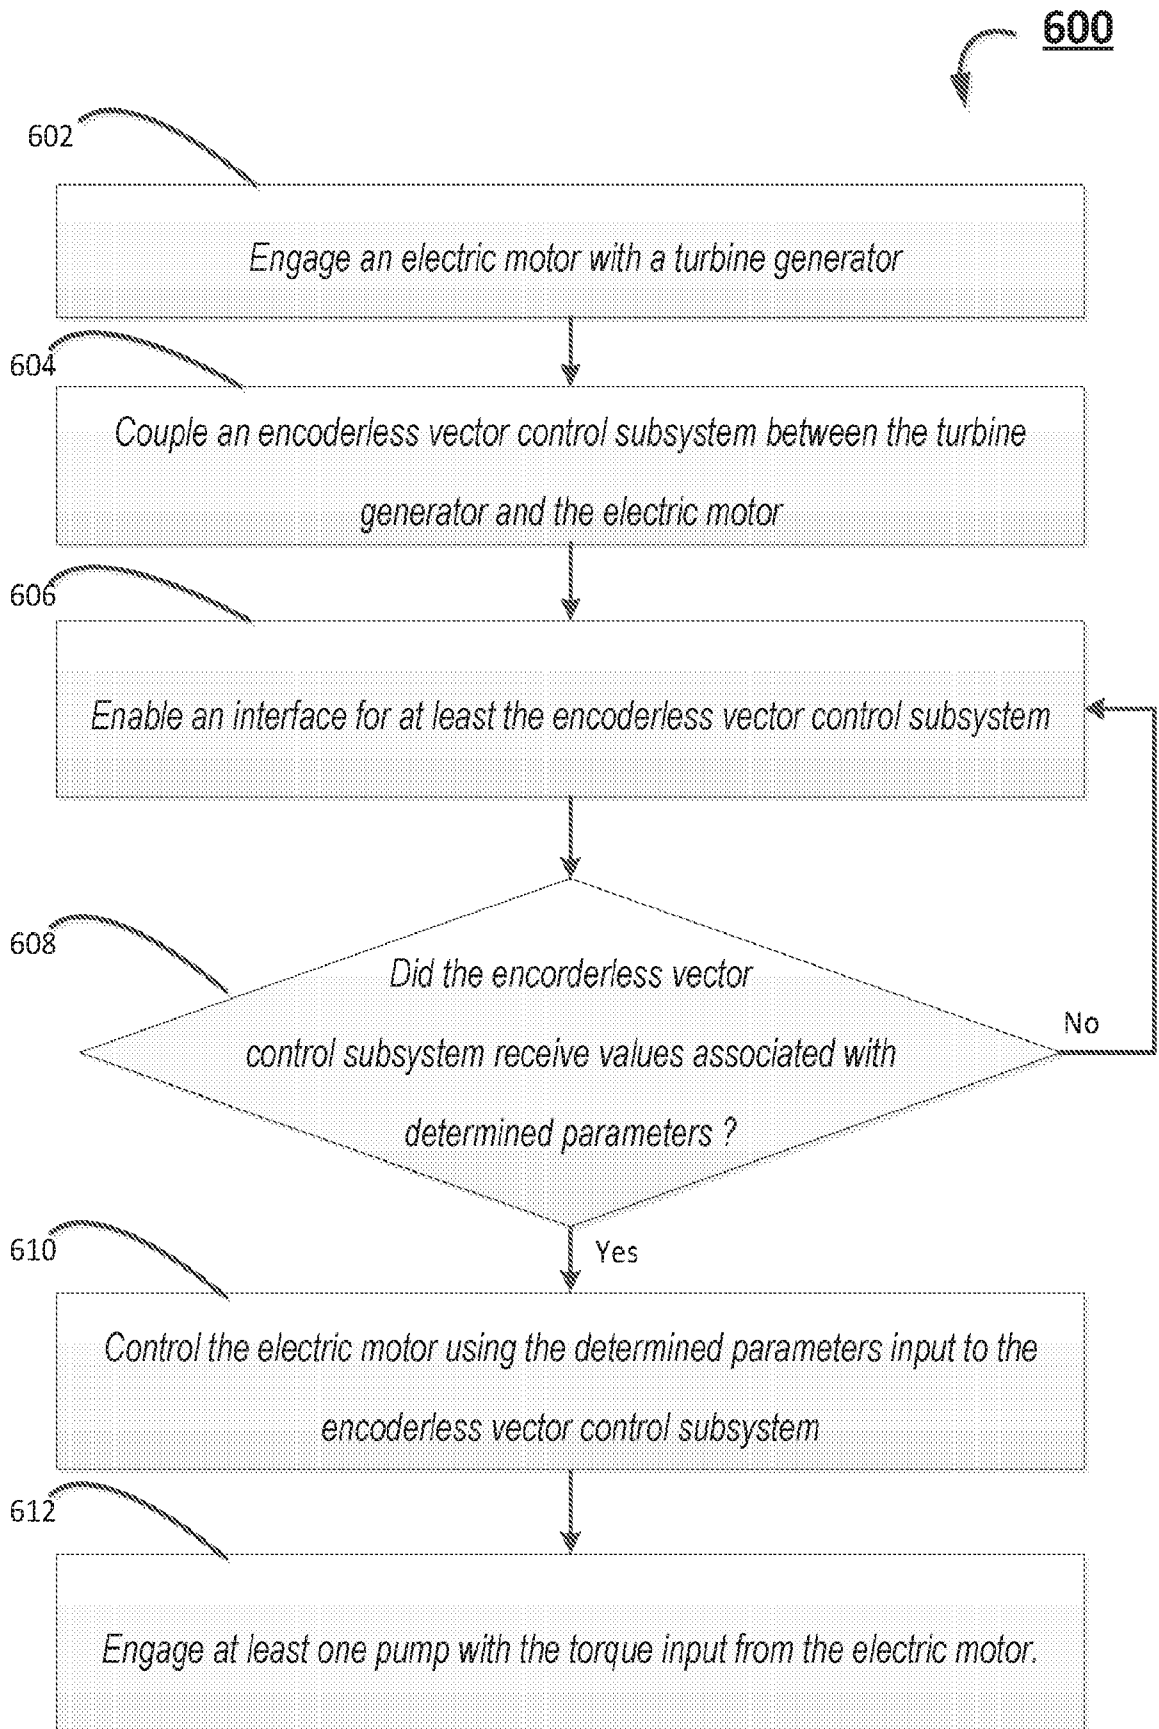 600
602
Engage an electric motor with a turbine generator
604
Couple an encoderless vector control subsystem between the turbine
generator and the electric motor
606
Enable an interface for at least the encoderless vector control subsystem
608
Did the encorderless vector
control subsystem receive values associated with
determined parameters ?
No
Yes
610
Control the electric motor using the determined parameters input to the
encoderless vector control subsystem
612
Engage at least one pump with the torque input from the electric motor.